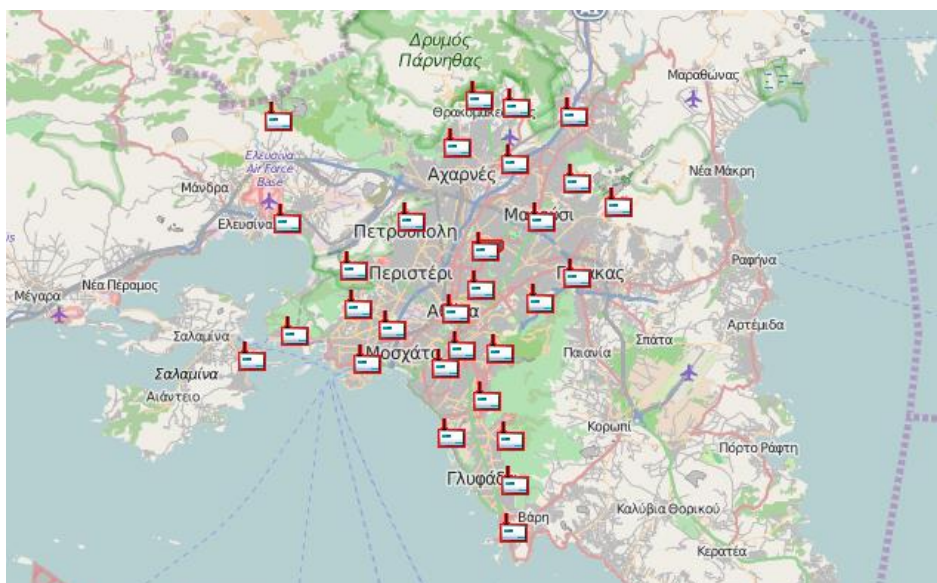 Δρυμός
Πάρνηθας
Μαραθώνας
Αχαρνές
Ελευσίνα
Air Force
Base
Μάνδρα
Νέα Μάκρη
Ελευσίνα
Πετρούπολη
Ραφήνα
Περιστέρι
Νέα Πέραμος
Μέγαρα
Αρτέμιδα
Σαλαμίνα
Σπάτα
Παιανία
Μοσχάτο
Σαλαμίνα
Αιάντειο
Κορωπί
Πόρτο Ράφτη
Γλυφάδα
Καλύβια Θορικού
Βάρη
Κερατέα